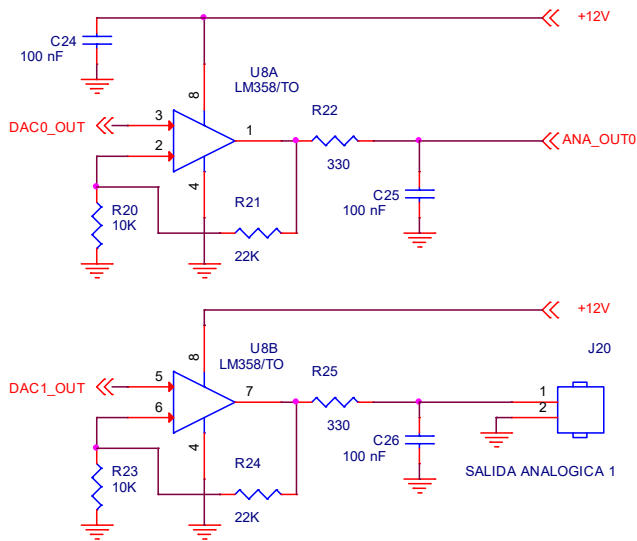 +12V
C24
100 nF
U8A
LM358/TO
8
R22
DAC0_OUT
3
1
ANA_OUT0
2
330
4
C25
100 nF
R20
10K
R21
22K
+12V
U8B
LM358/TO
8
R25
J20
DAC1_OUT
5
7
1
6
2
330
4
C26
100 nF
R23
10K
R24
SALIDA ANALOGICA 1
22K